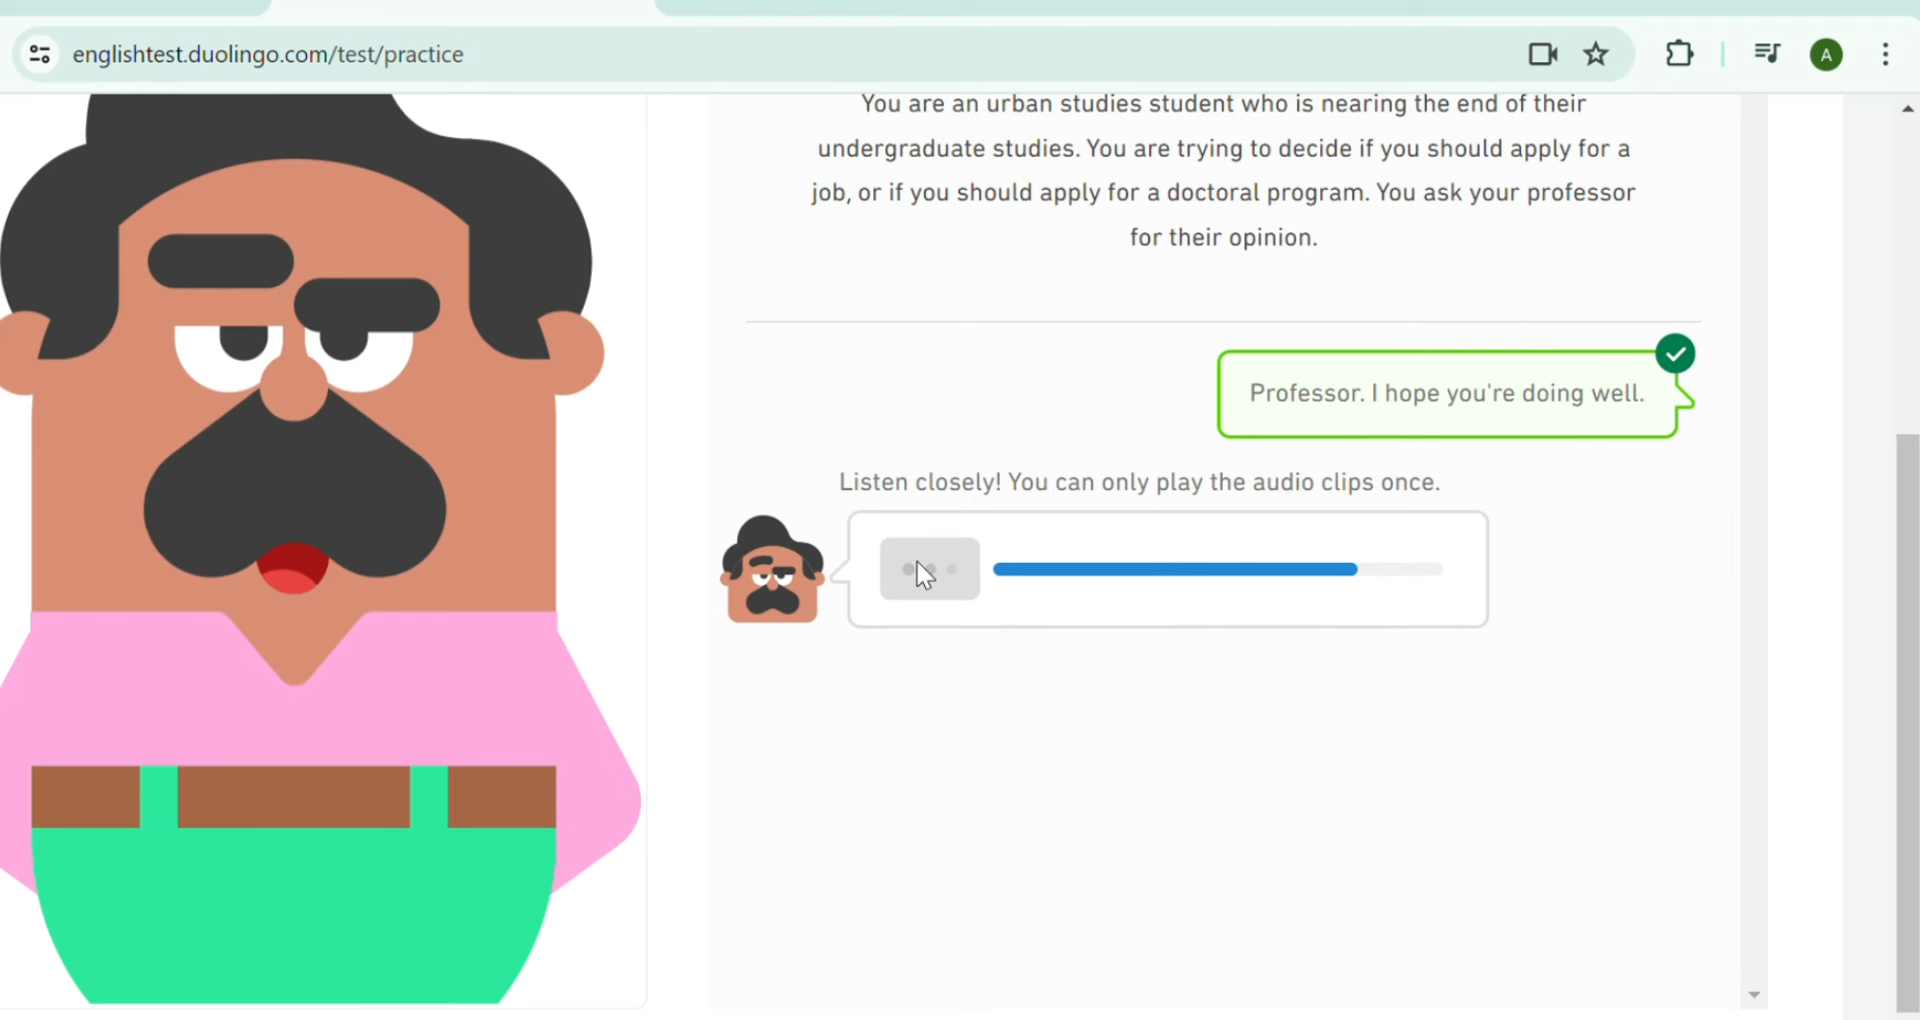 englishtest.duolingo.com/test/practice
A
You are an urban studies student who is nearing the end of their
undergraduate studies. You are trying to decide if you should apply for a
job, or if you should apply for a doctoral program. You ask your professor
for their opinion.
Professor. I hope you're doing well.
Listen closely! You can only play the audio clips once.